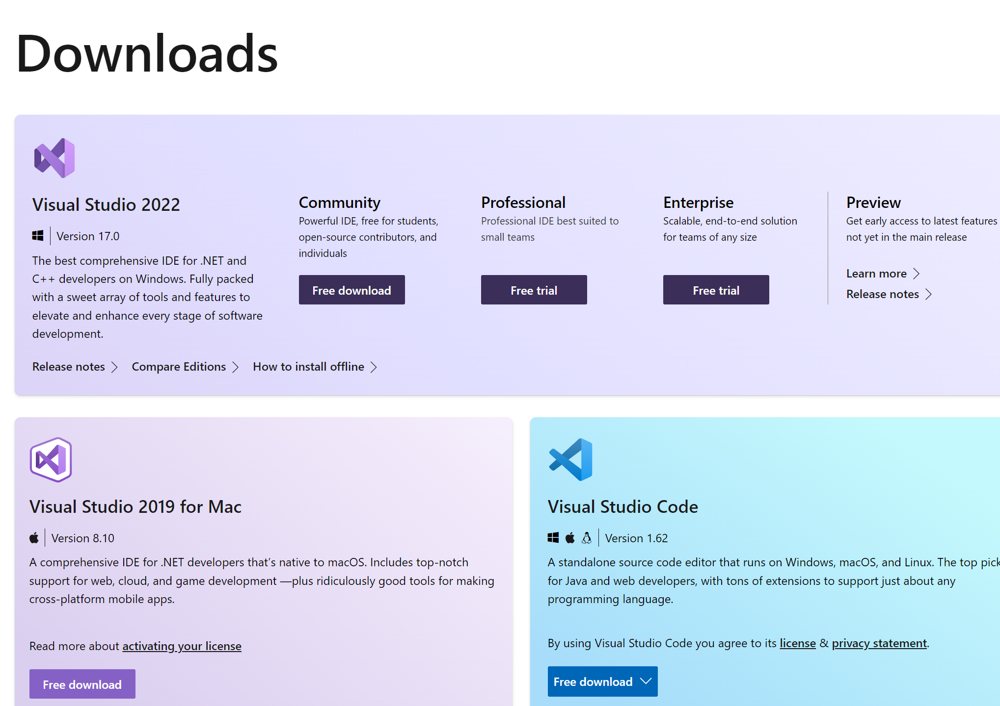 Downloads
Visual Studio 2022
Version 17.0
The best comprehensive IDE for .NET and
C++ developers on Windows. Fully packed
with a sweet array of tools and features to
elevate and enhance every stage of software
development.
Community
Powerful IDE, free for students,
open-source contributors, and
individuals
Free download
Professional
Professional IDE best suited to
small teams
Free trial
Enterprise
Scalable, end-to-end solution
for teams of any size
Free trial
Preview
Get early access to latest features
not yet in the main release
Learn more
Release notes
Release notes
Compare Editions
How to install offline
Visual Studio 2019 for Mac
Version 8.10
A comprehensive IDE for .NET developers that’s native to macOS. Includes top-notch
support for web, cloud, and game development —plus ridiculously good tools for making
cross-platform mobile apps.
Read more about activating your license
Free download
Visual Studio Code
Version 1.62
A standalone source code editor that runs on Windows, macOS, and Linux. The top pick
for Java and web developers, with tons of extensions to support just about any
programming language.
By using Visual Studio Code you agree to its license & privacy statement.
Free download